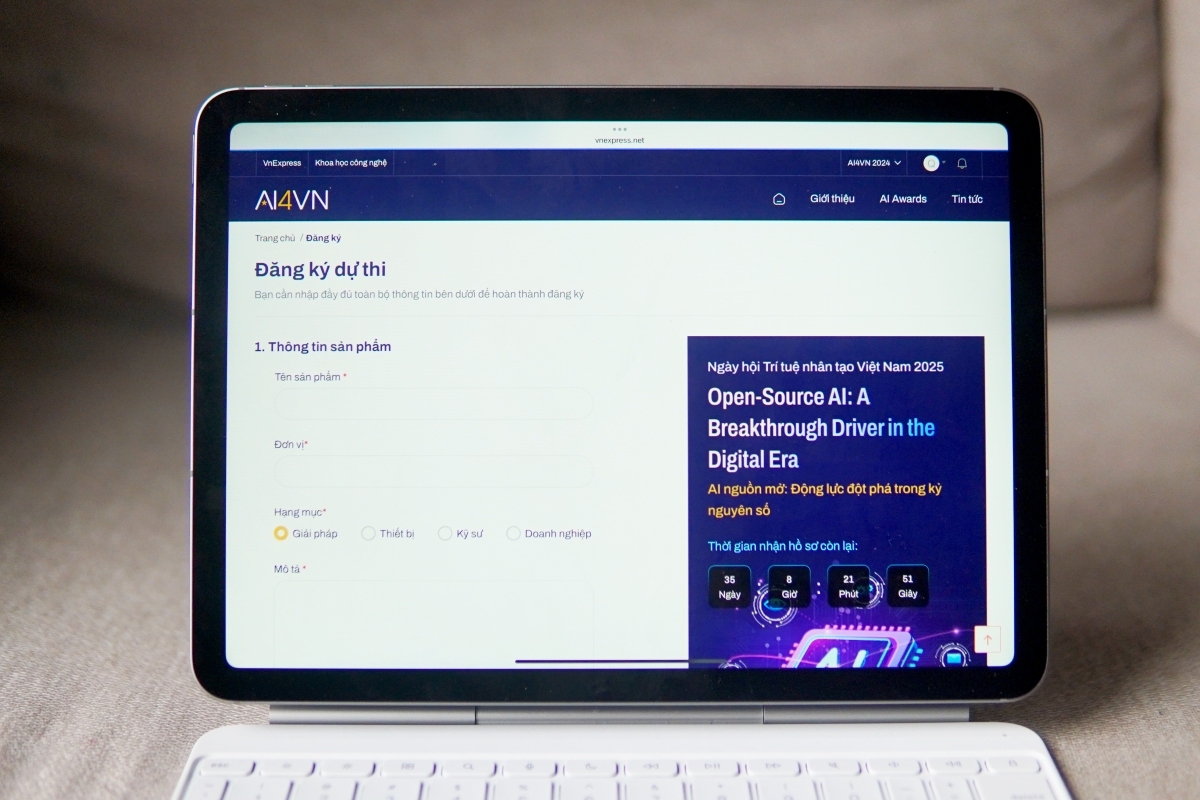 vnexpress.net
VnExpress Khoa học công nghệ AI4VN 2024
AI4VN Giới thiệu AI Awards Tin tức
Trang chủ / Đăng ký
Đăng ký dự thi
Bạn cần nhập đầy đủ toàn bộ thông tin bên dưới để hoàn thành đăng ký
1. Thông tin sản phẩm
Tên sản phẩm *
Đơn vị*
Hạng mục*
Giải pháp Thiết bị Kỹ sư Doanh nghiệp
Mô tả *
Ngày hội Trí tuệ nhân tạo Việt Nam 2025
Open-Source AI: A
Breakthrough Driver in the
Digital Era
AI nguồn mở: Động lực đột phá trong kỷ
nguyên số
Thời gian nhận hồ sơ còn lại:
35 8 21 51
Ngày Giờ Phút Giây
AI